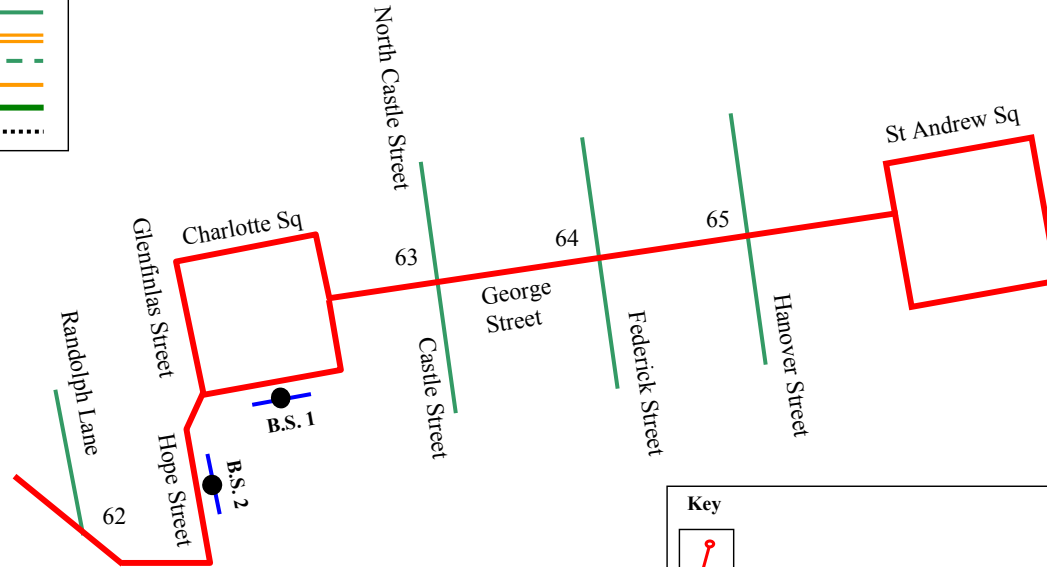 North Castle Street
St Andrew Sq
Charlotte Sq
Glenfinlas Street
63
64
65
George
Street
Randolph Lane
Castle Street
Federick Street
Hanover Street
B.S. 1
Hope Street
B.S. 2
62
Key